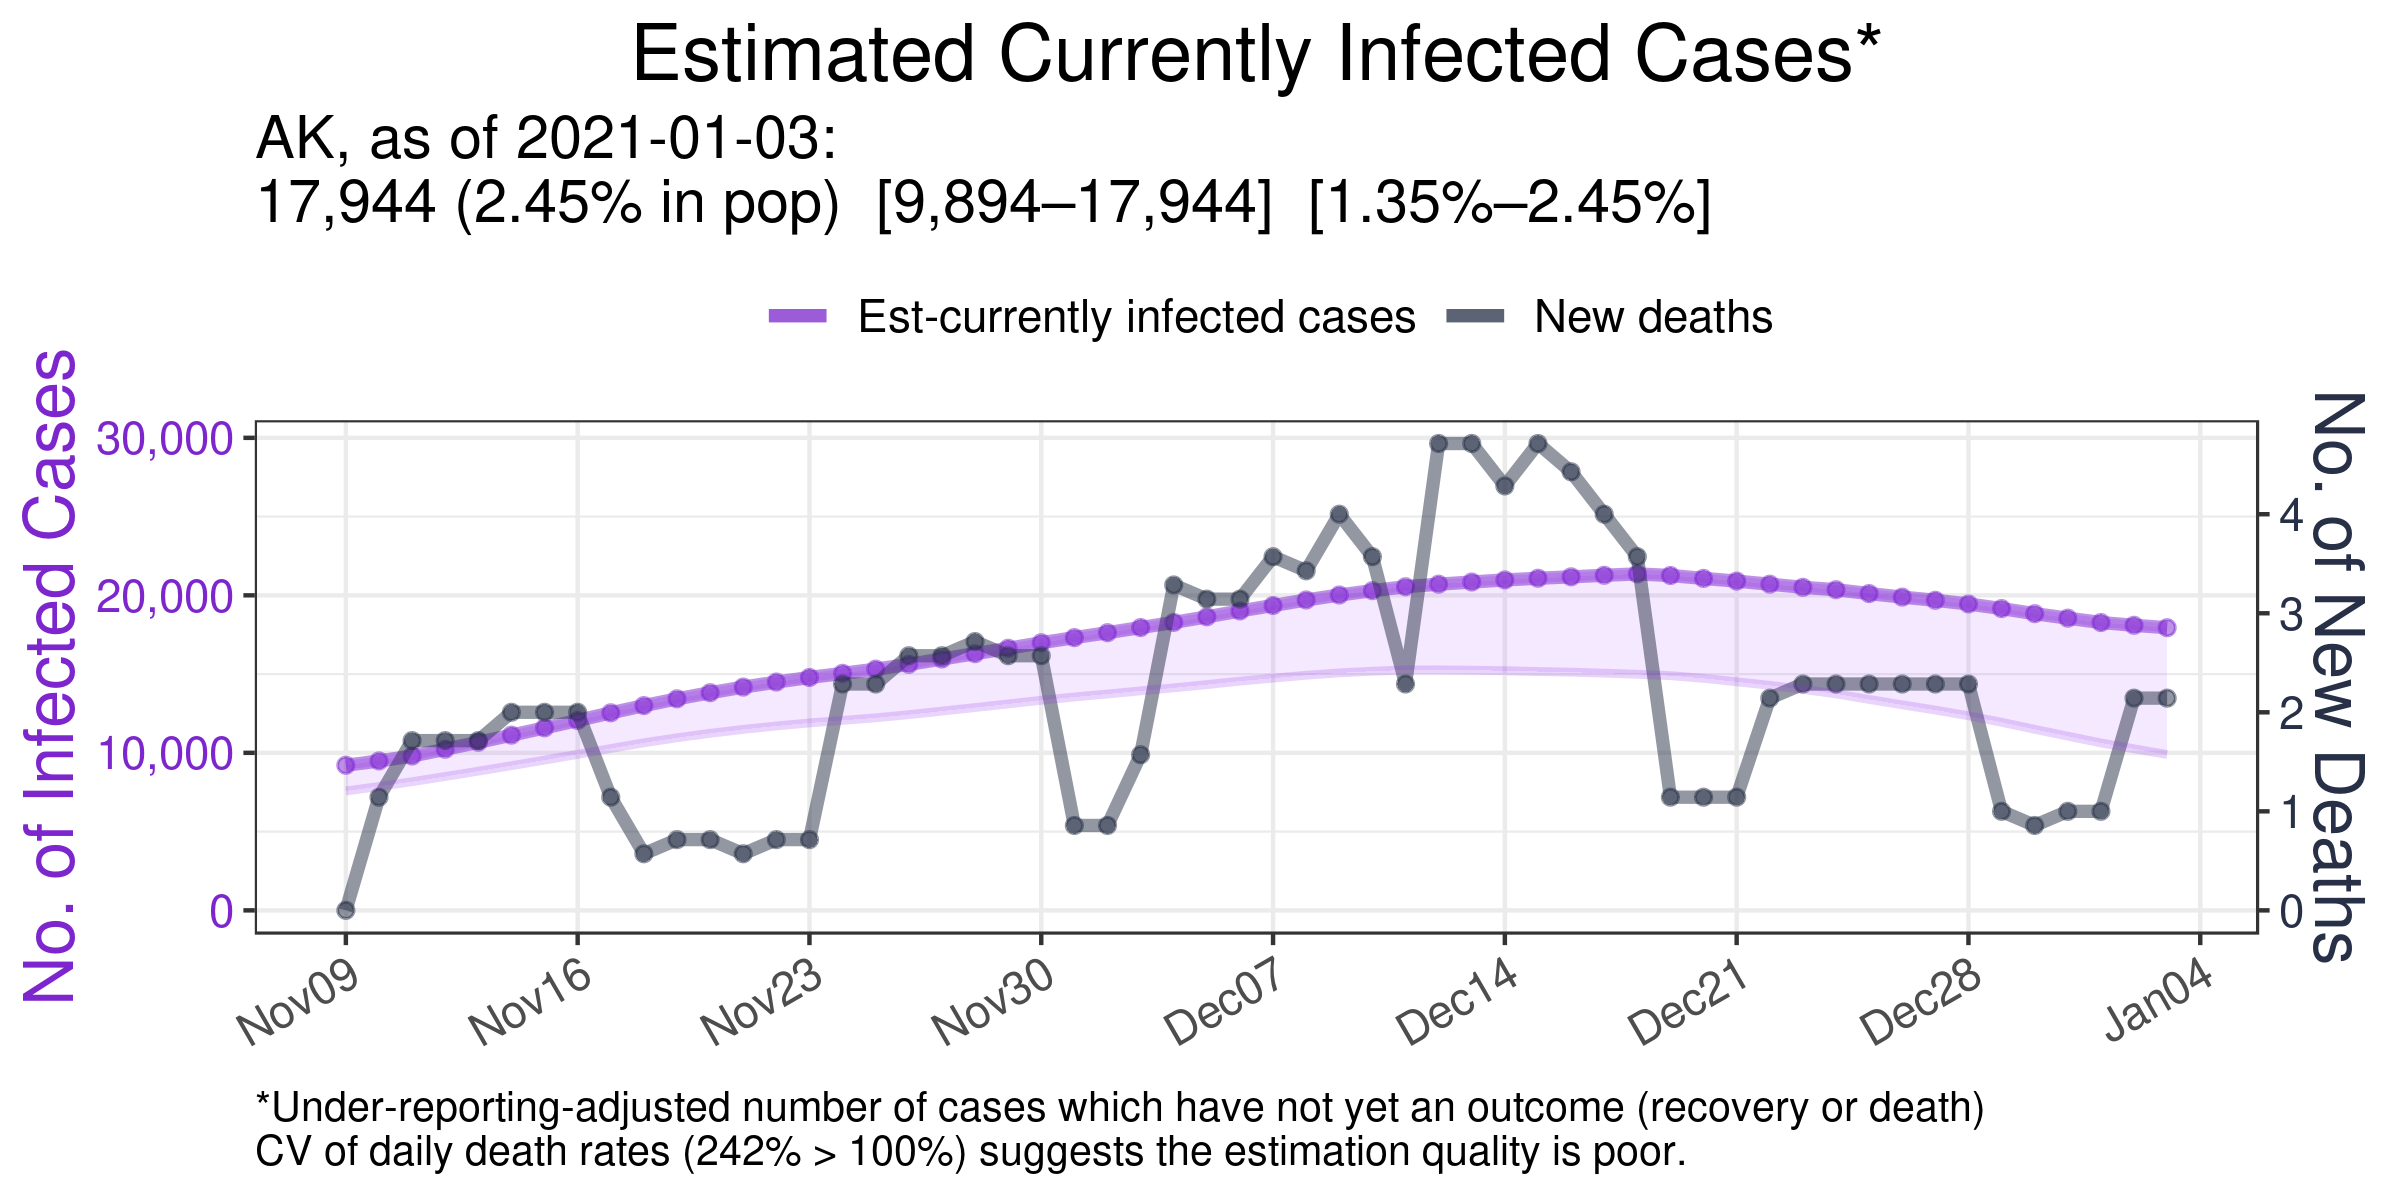 Estimated Currently Infected Cases*
AK, as of 2021-01-03:
17,944 (2.45% in pop)  [9,894–17,944]  [1.35%–2.45%]
Est-currently infected cases
New deaths
No. of Infected Cases
30,000
20,000
10,000
0
No. of New Deaths
4
3
2
1
0
Nov09
Nov16
Nov23
Nov30
Dec07
Dec14
Dec21
Dec28
Jan04
*Under-reporting-adjusted number of cases which have not yet an outcome (recovery or death)
CV of daily death rates (242% > 100%) suggests the estimation quality is poor.